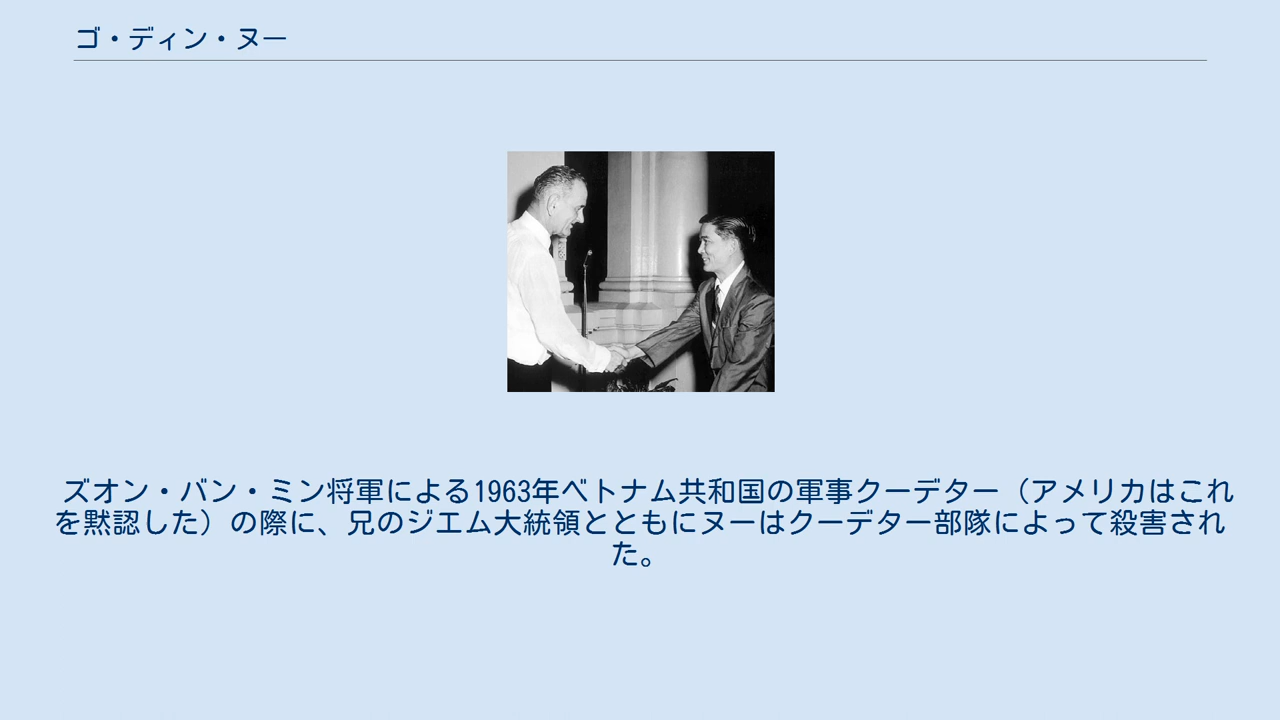 ゴ・ディン・ヌー
ズオン・バン・ミン将軍による1963年ベトナム共和国の軍事クーデター（アメリカはこれ
を黙認した）の際に、兄のジエム大統領とともにヌーはクーデター部隊によって殺害され
た。